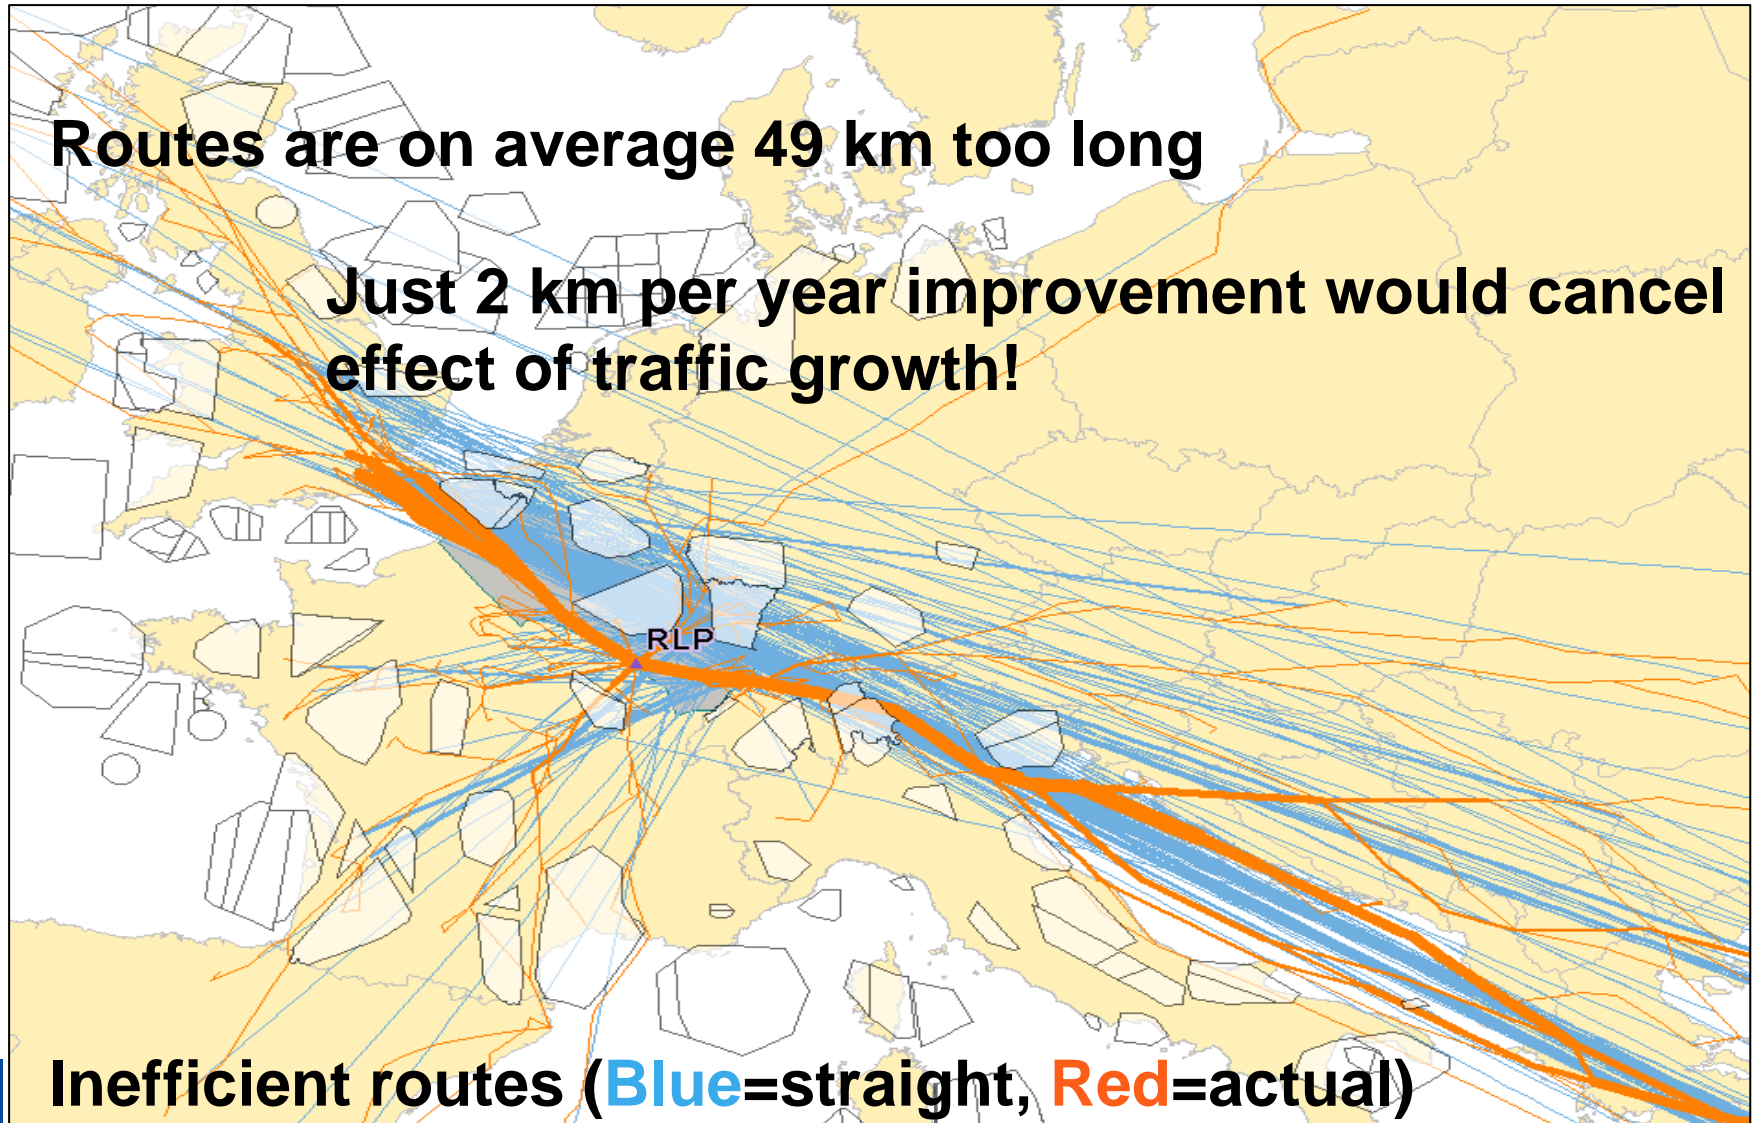 Routes are on average 49 km too long
Just 2 km per year improvement would cancel
effect of traffic growth!
RLP
Inefficient routes (Blue=straight, Red=actual)